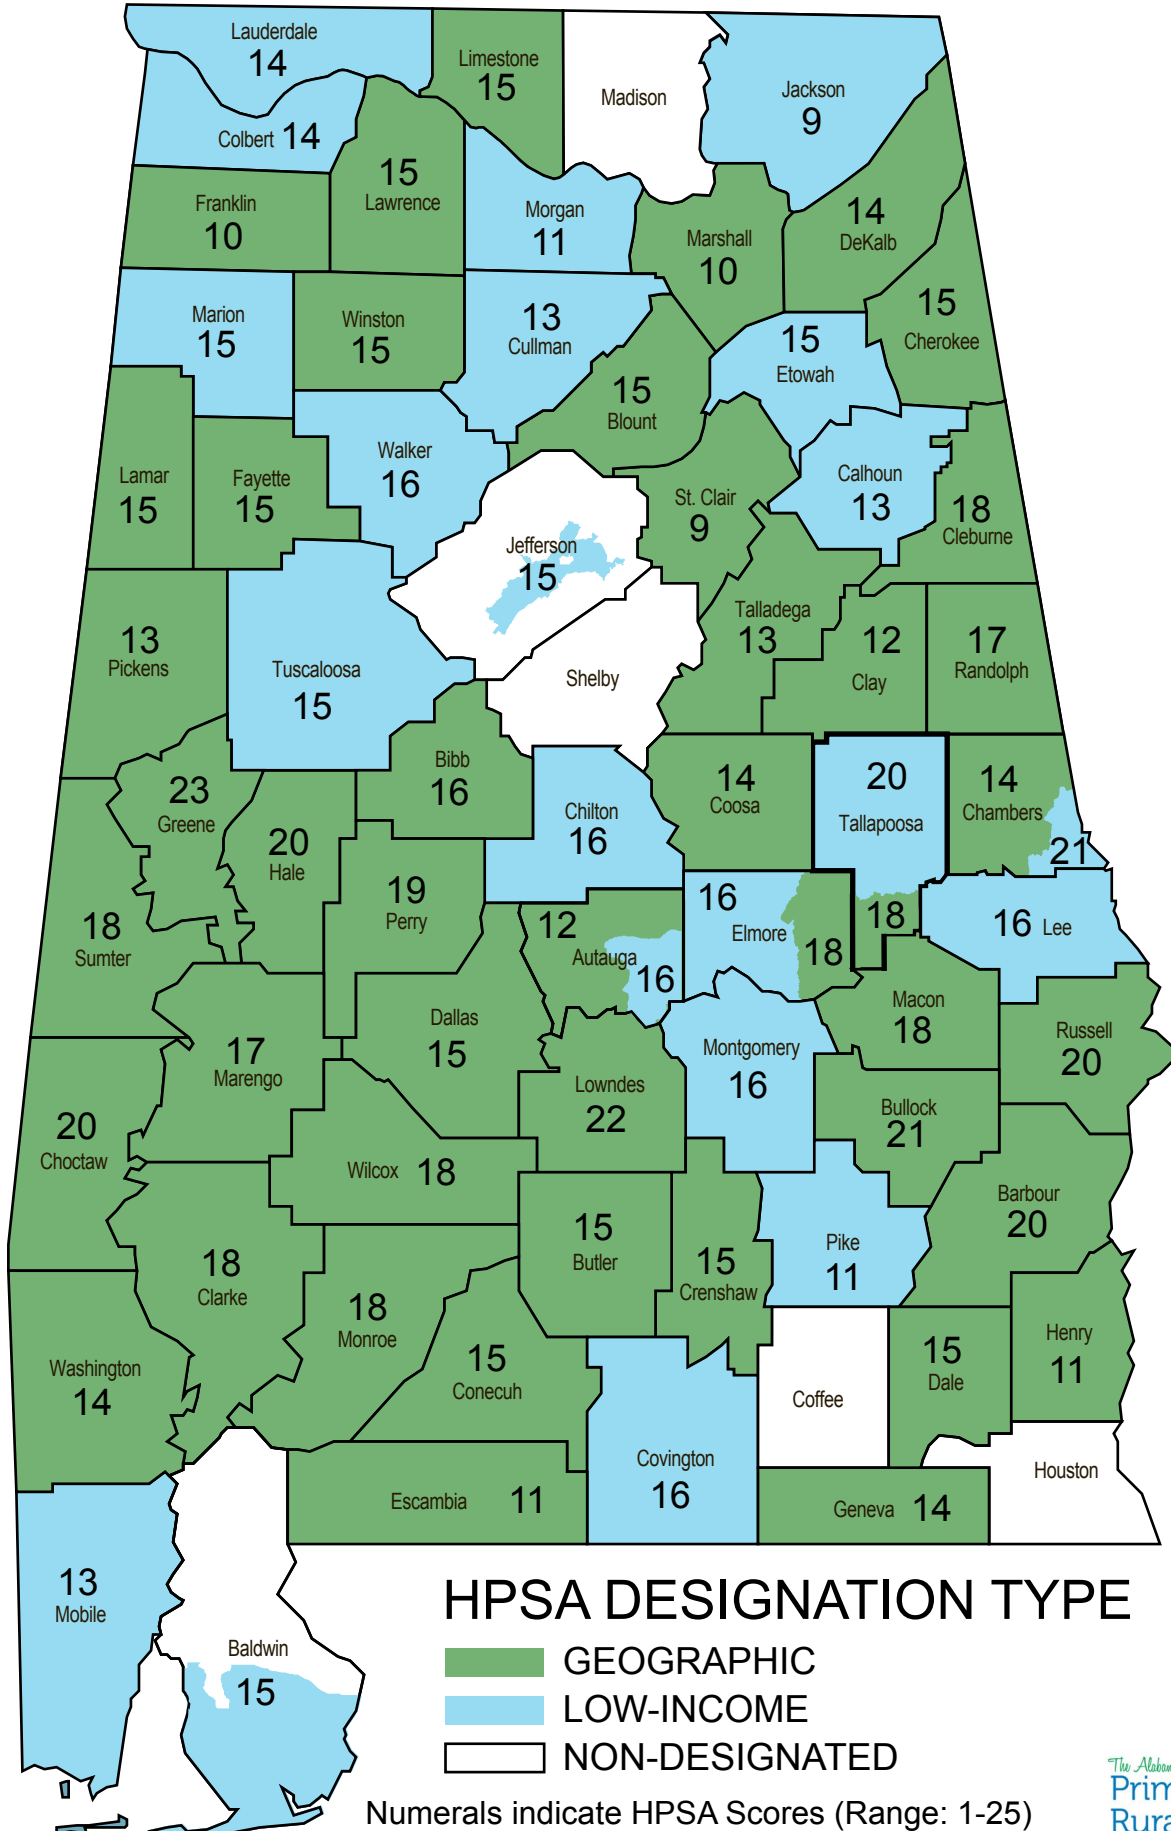 Lauderdale
14
Limestone
15
Madison
Jackson
9
Colbert 14
15
Lawrence
Franklin
10
Morgan
11
Marshall
10
14
DeKalb
15
Cherokee
Marion
15
Winston
15
13
Cullman
15
Etowah
15
Blount
Walker
16
Lamar
15
Fayette
15
St. Clair
9
Calhoun
13
18
Cleburne
Jefferson
15
13
Pickens
Tuscaloosa
15
Shelby
Talladega
13
12
Clay
17
Randolph
Bibb
16
23
Greene
20
Hale
Chilton
16
14
Coosa
20
Tallapoosa
14
Chambers
21
19
Perry
18
Sumter
12
Autauga
16
16
Elmore
18
18
16 Lee
Dallas
15
Macon
18
Russell
20
17
Marengo
Montgomery
16
Lowndes
22
Bullock
21
20
Choctaw
Wilcox 18
Barbour
20
15
Butler
15
Crenshaw
Pike
11
18
Clarke
18
Monroe
15
Conecuh
Washington
14
Coffee
15
Dale
Henry
11
Covington
16
Houston
Escambia 11
Geneva 14
13
Mobile
Baldwin
15
HPSA DESIGNATION TYPE
GEOGRAPHIC
LOW-INCOME
NON-DESIGNATED
Numerals indicate HPSA Scores (Range: 1-25)
The Alabam
Prim
Rura